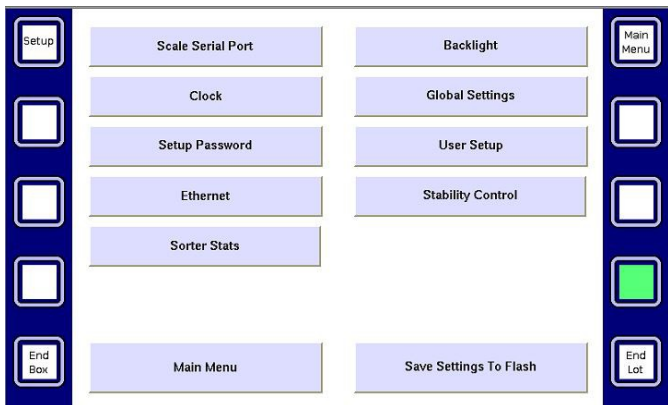 Setup
Scale Serial Port
Backlight
Main
Menu
Clock
Global Settings
Setup Password
User Setup
Ethernet
Stability Control
Sorter Stats
End
Box
Main Menu
Save Settings To Flash
End
Lot